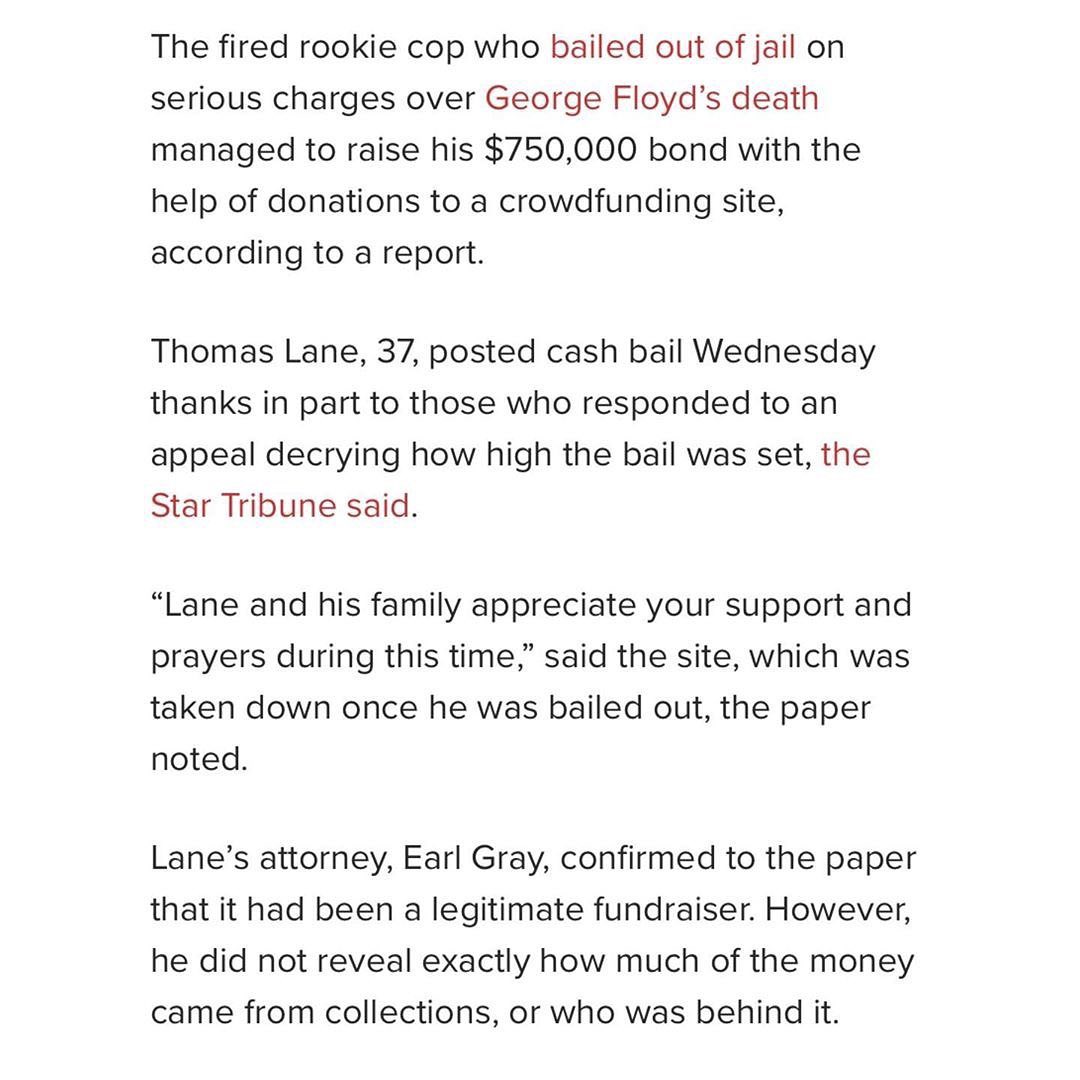 The fired rookie cop who bailed out of jail on
serious charges over George Floyd’s death
managed to raise his $750,000 bond with the
help of donations to a crowdfunding site,
according to a report.
Thomas Lane, 37, posted cash bail Wednesday
thanks in part to those who responded to an
appeal decrying how high the bail was set, the
Star Tribune said.
“Lane and his family appreciate your support and
prayers during this time,” said the site, which was
taken down once he was bailed out, the paper
noted.
Lane’s attorney, Earl Gray, confirmed to the paper
that it had been a legitimate fundraiser. However,
he did not reveal exactly how much of the money
came from collections, or who was behind it.